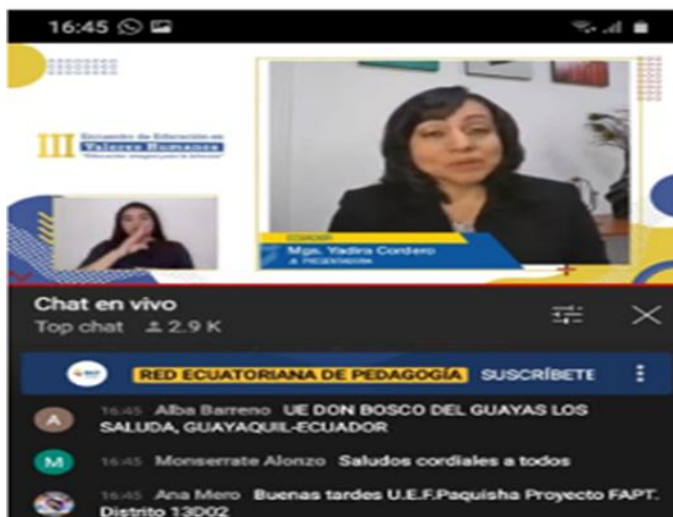 16:45
III Encuentro de Educación en
Valores Humanos
ECUADOR
Mgs. Yadira Cordero
PRESENTADORA
Chat en vivo
Top chat 2.9 K
RED ECUATORIANA DE PEDAGOGÍA SUSCRÍBETE
A 16:45 Alba Barreno UE DON BOSCO DEL GUAYAS LOS
SALUDA, GUAYAQUIL-ECUADOR
M 16:45 Monserrate Alonzo Saludos cordiales a todos
16:45 Ana Mero Buenas tardes U.E.F.Paquisha Proyecto FAPT.
Distrito 13D02